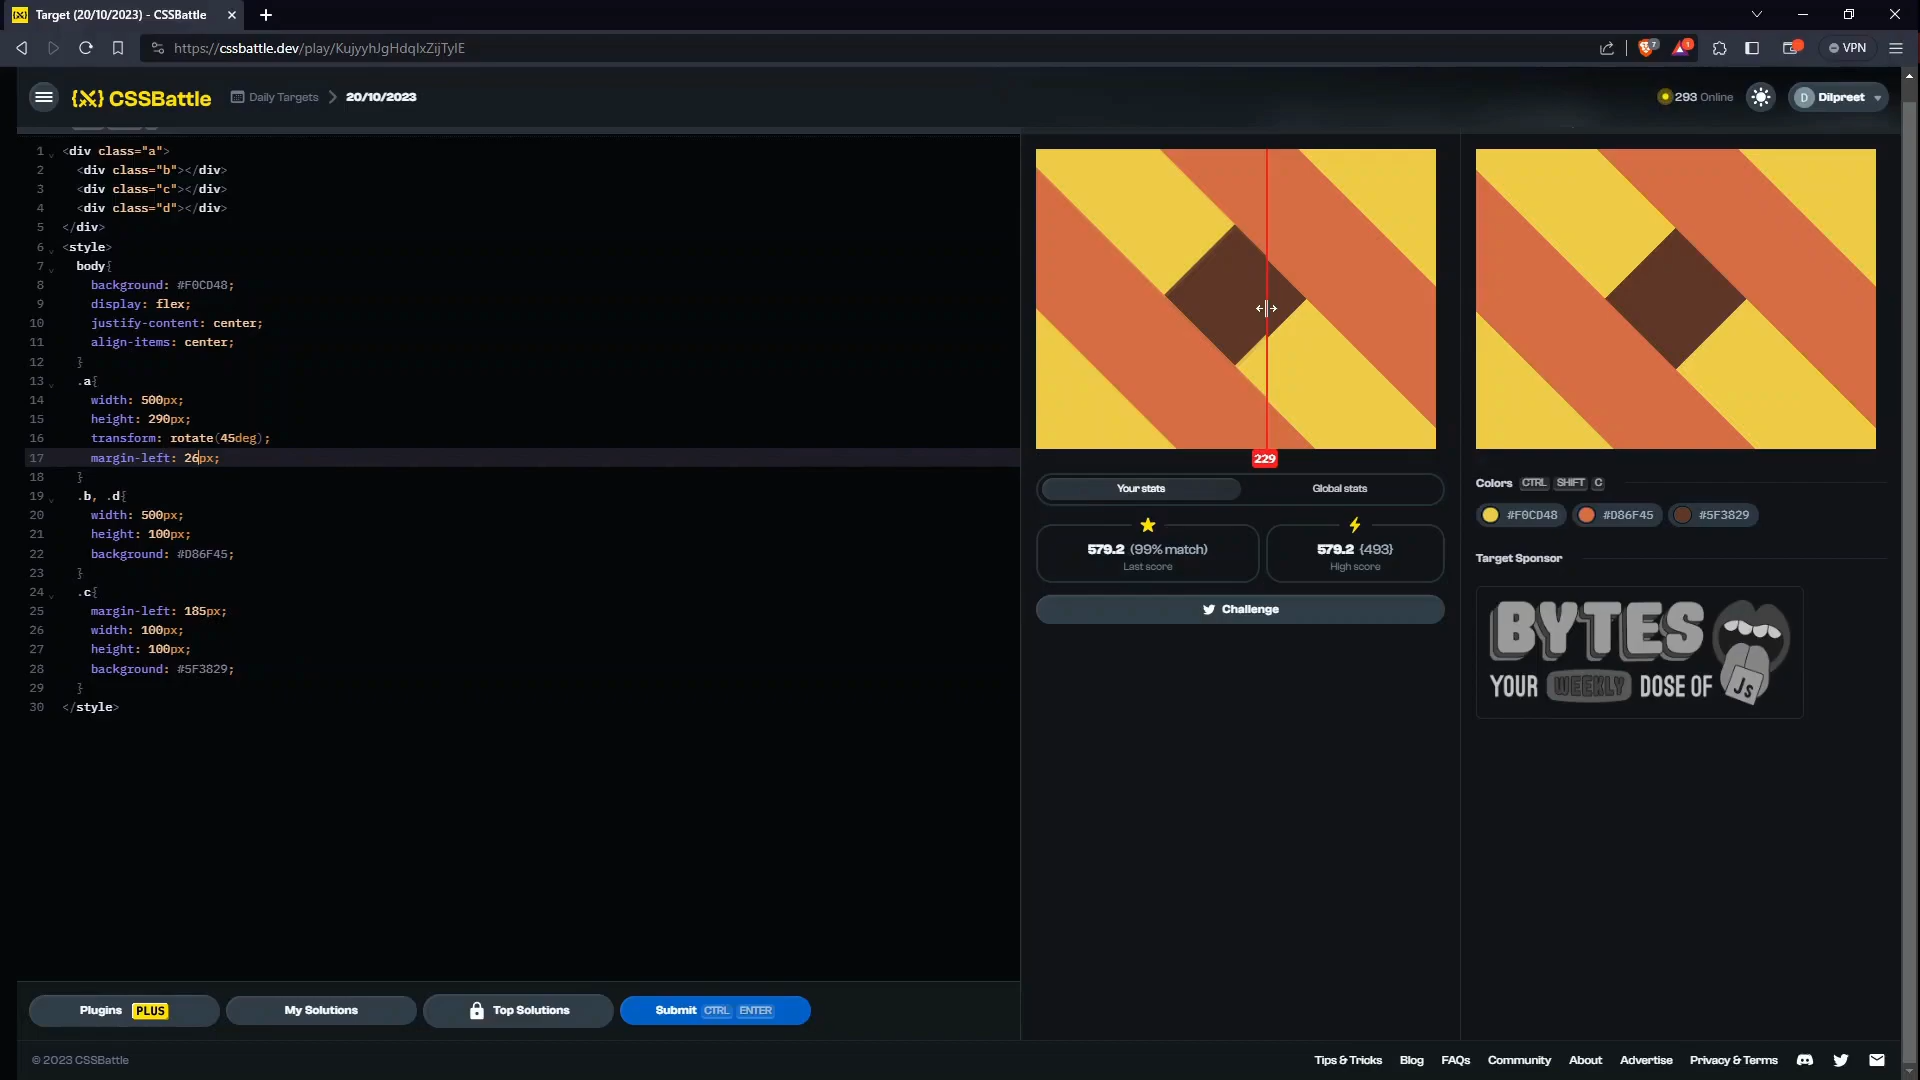 Target (20/10/2023) - CSSBattle
https://cssbattle.dev/play/KujyyhJgHdqlxZijTylE
7
1
VPN
{X} CSSBattle
Daily Targets
20/10/2023
293 Online
D
Dilpreet
1 <div class="a">
2 <div class="b"></div>
3 <div class="c"></div>
4 <div class="d"></div>
5 </div>
6 <style>
7 body{
8 background: #F0CD48;
9 display: flex;
10 justify-content: center;
11 align-items: center;
12 }
13 .a{
14 width: 500px;
15 height: 290px;
16 transform: rotate(45deg);
17 margin-left: 26px;
18 }
19 .b, .d{
20 width: 500px;
21 height: 100px;
22 background: #D86F45;
23 }
24 .c{
25 margin-left: 185px;
26 width: 100px;
27 height: 100px;
28 background: #5F3829;
29 }
30 </style>
229
Your stats
Global stats
579.2 (99% match)
Last score
579.2 {493}
High score
Challenge
Colors CTRL SHIFT C
#F0CD48
#D86F45
#5F3829
Target Sponsor
BYTES
YOUR WEEKLY DOSE OF
JS
Plugins PLUS
My Solutions
Top Solutions
Submit CTRL ENTER
© 2023 CSSBattle
Tips & Tricks
Blog
FAQs
Community
About
Advertise
Privacy & Terms